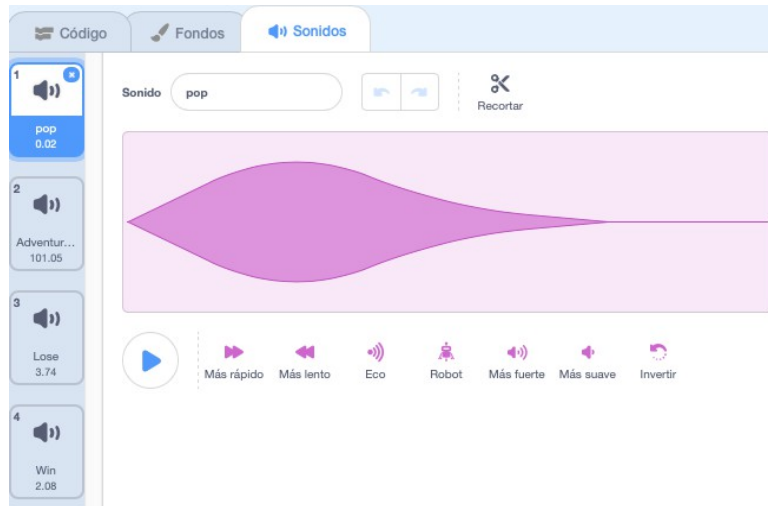 Código
Fondos
Sonidos
1
pop
0.02
2
Adventur...
101.05
3
Lose
3.74
4
Win
2.08
Sonido
pop
Recortar
Más rápido
Más lento
Eco
Robot
Más fuerte
Más suave
Invertir